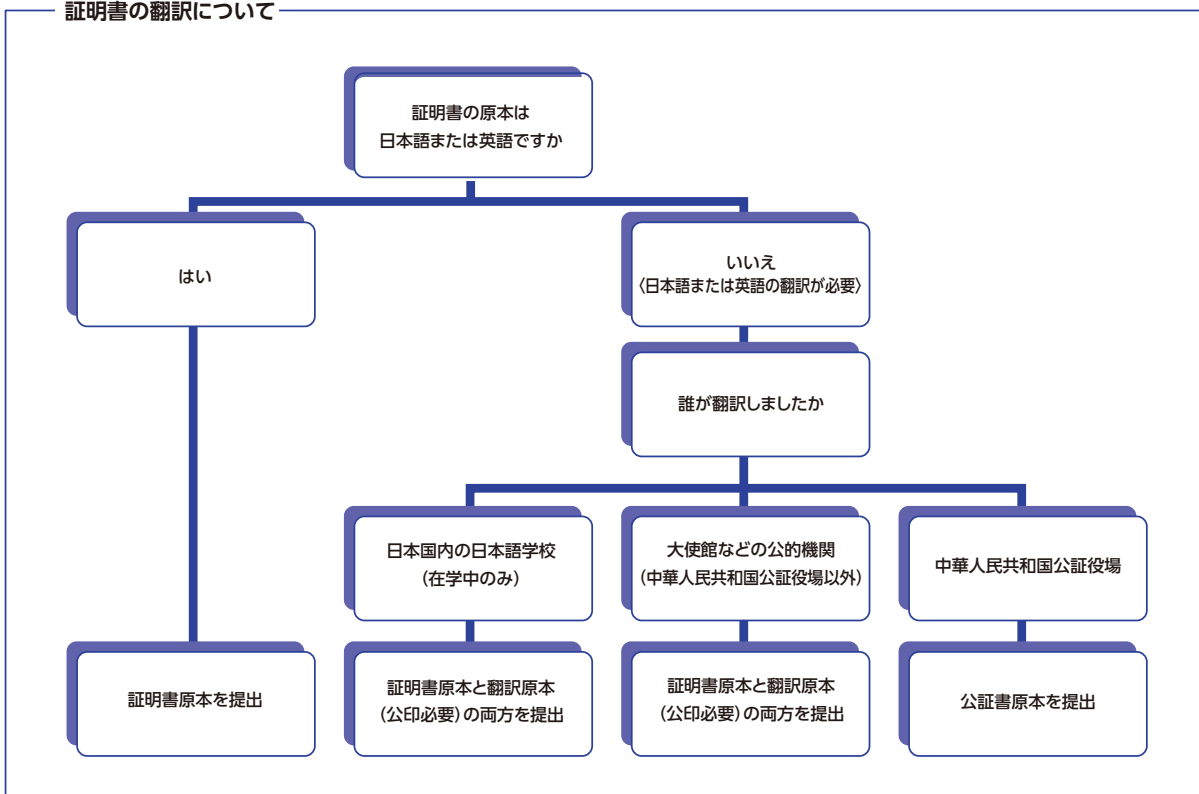 証明書の翻訳について
証明書の原本は
日本語または英語ですか
はい
いいえ
〈日本語または英語の翻訳が必要〉
誰が翻訳しましたか
日本国内の日本語学校
(在学中のみ)
大使館などの公的機関
(中華人民共和国公証役場以外)
中華人民共和国公証役場
証明書原本を提出
証明書原本と翻訳原本
(公印必要)の両方を提出
証明書原本と翻訳原本
(公印必要)の両方を提出
公証書原本を提出